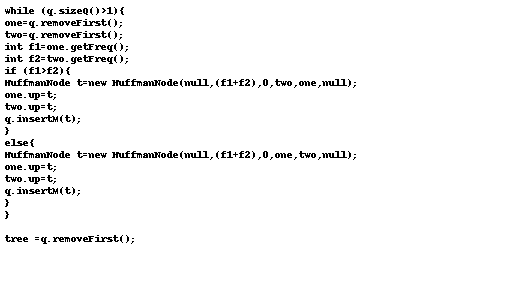 while (q.sizeQ()>1){
one=q.removeFirst();
two=q.removeFirst();
int f1=one.getFreq();
int f2=two.getFreq();
if (f1>f2){
HuffmanNode t=new HuffmanNode(null,(f1+f2),0,two,one,null);
one.up=t;
two.up=t;
q.insertM(t);
}
else{
HuffmanNode t=new HuffmanNode(null,(f1+f2),0,one,two,null);
one.up=t;
two.up=t;
q.insertM(t);
}
}
tree =q.removeFirst();